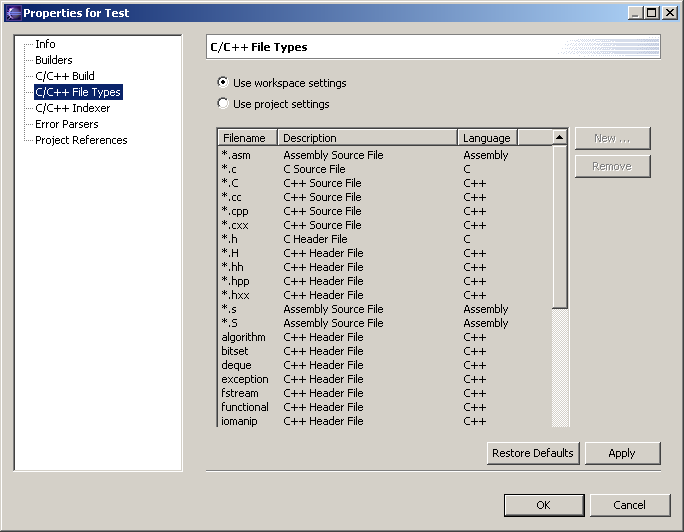 Properties for Test
Info
Builders
C/C++ Build
C/C++ File Types
C/C++ Indexer
Error Parsers
Project References
C/C++ File Types
Use workspace settings
Use project settings
Filename Description Language
*.asm Assembly Source File Assembly
*.c C Source File C
*.C C++ Source File C++
*.cc C++ Source File C++
*.cpp C++ Source File C++
*.cxx C++ Source File C++
*.h C Header File C
*.H C++ Header File C++
*.hh C++ Header File C++
*.hpp C++ Header File C++
*.hxx C++ Header File C++
*.s Assembly Source File Assembly
*.S Assembly Source File Assembly
algorithm C++ Header File C++
bitset C++ Header File C++
deque C++ Header File C++
exception C++ Header File C++
fstream C++ Header File C++
functional C++ Header File C++
iomanip C++ Header File C++
New ...
Remove
Restore Defaults Apply
OK Cancel